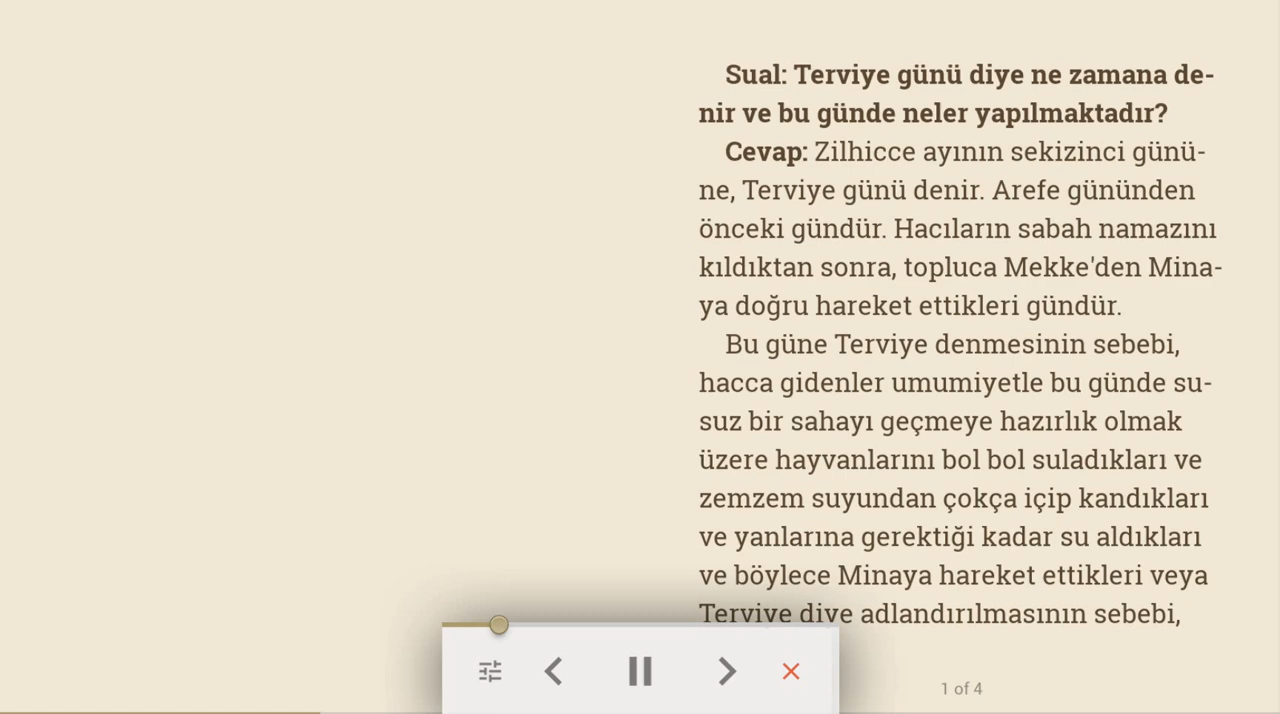 Sual: Terviye günü diye ne zamana de-
nir ve bu günde neler yapılmaktadır?
Cevap: Zilhicce ayının sekizinci günü-
ne, Terviye günü denir. Arefe gününden
önceki gündür. Hacıların sabah namazını
kıldıktan sonra, topluca Mekke'den Mina-
ya doğru hareket ettikleri gündür.
Bu güne Terviye denmesinin sebebi,
hacca gidenler umumiyetle bu günde su-
suz bir sahayı geçmeye hazırlık olmak
üzere hayvanlarını bol bol suladıkları ve
zemzem suyundan çokça içip kandıkları
ve yanlarına gerektiği kadar su aldıkları
ve böylece Minaya hareket ettikleri veya
Terviye diye adlandırılmasının sebebi,
1 of 4